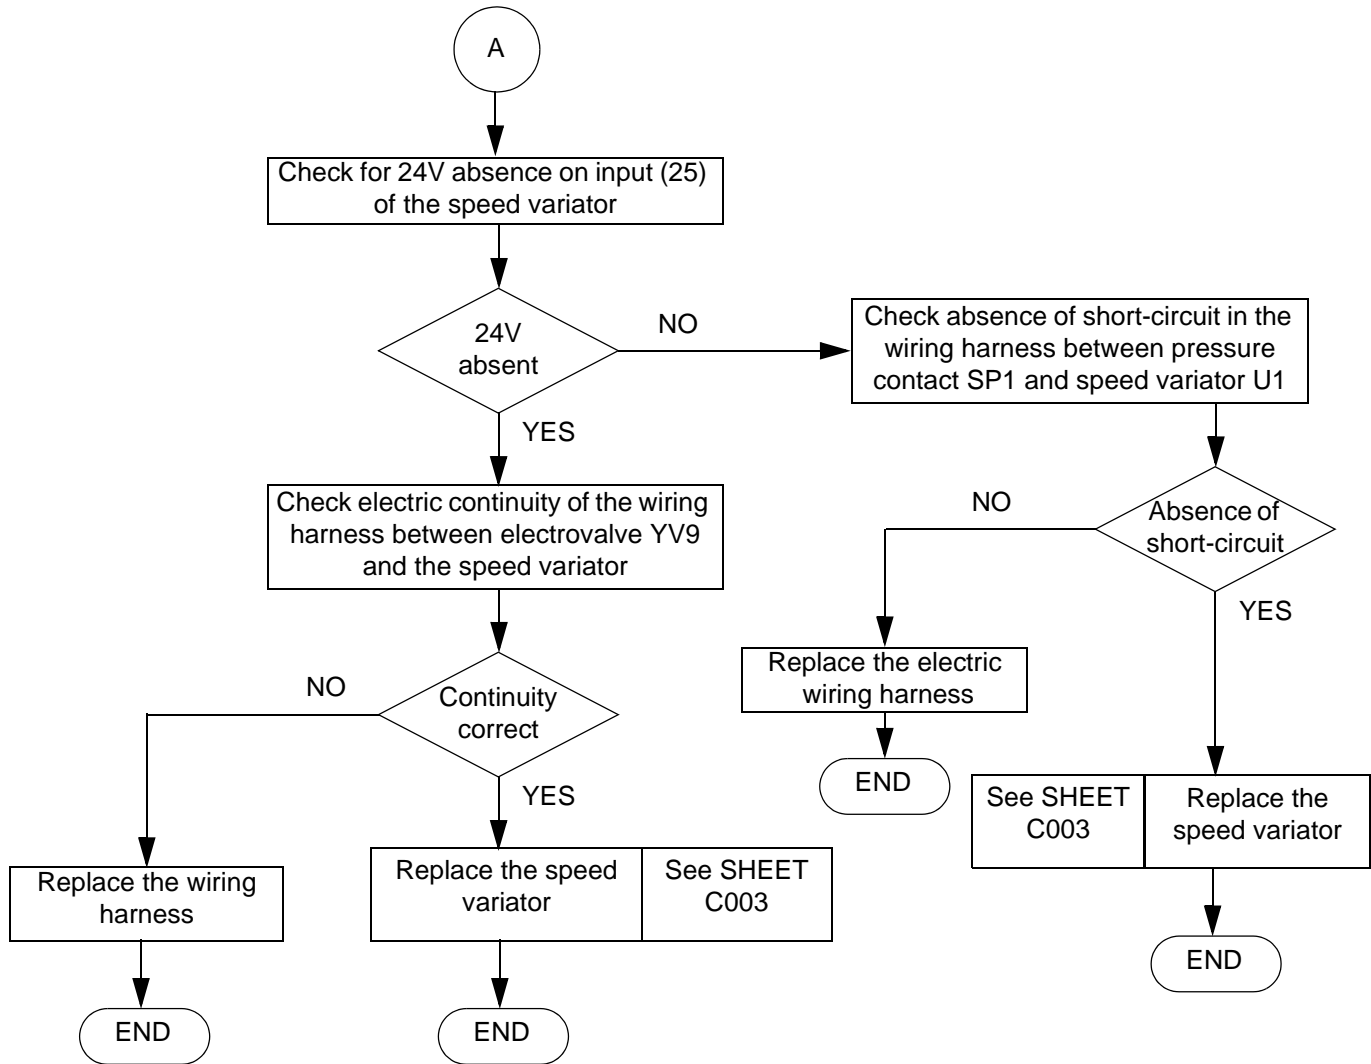 A
Check for 24V absence on input (25)
of the speed variator
24V
absent
NO
Check absence of short-circuit in the
wiring harness between pressure
contact SP1 and speed variator U1
YES
Check electric continuity of the wiring
harness between electrovalve YV9
and the speed variator
NO
Absence of
short-circuit
YES
Replace the electric
wiring harness
END
NO
Continuity
correct
YES
See SHEET
C003
Replace the
speed variator
END
Replace the wiring
harness
END
Replace the speed
variator
See SHEET
C003
END